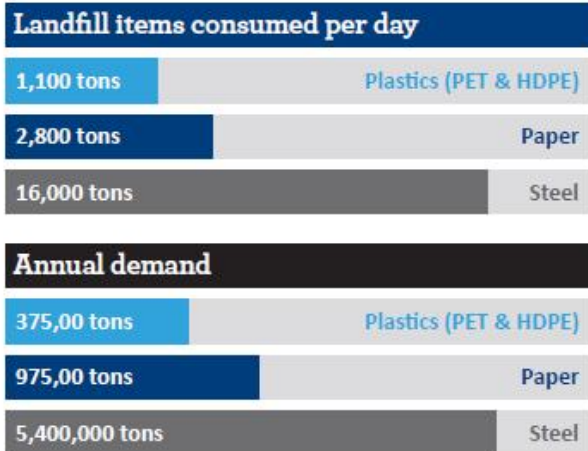 Landfill items consumed per day
1,100 tons Plastics (PET & HDPE)
2,800 tons Paper
16,000 tons Steel
Annual demand
375,00 tons Plastics (PET & HDPE)
975,00 tons Paper
5,400,000 tons Steel